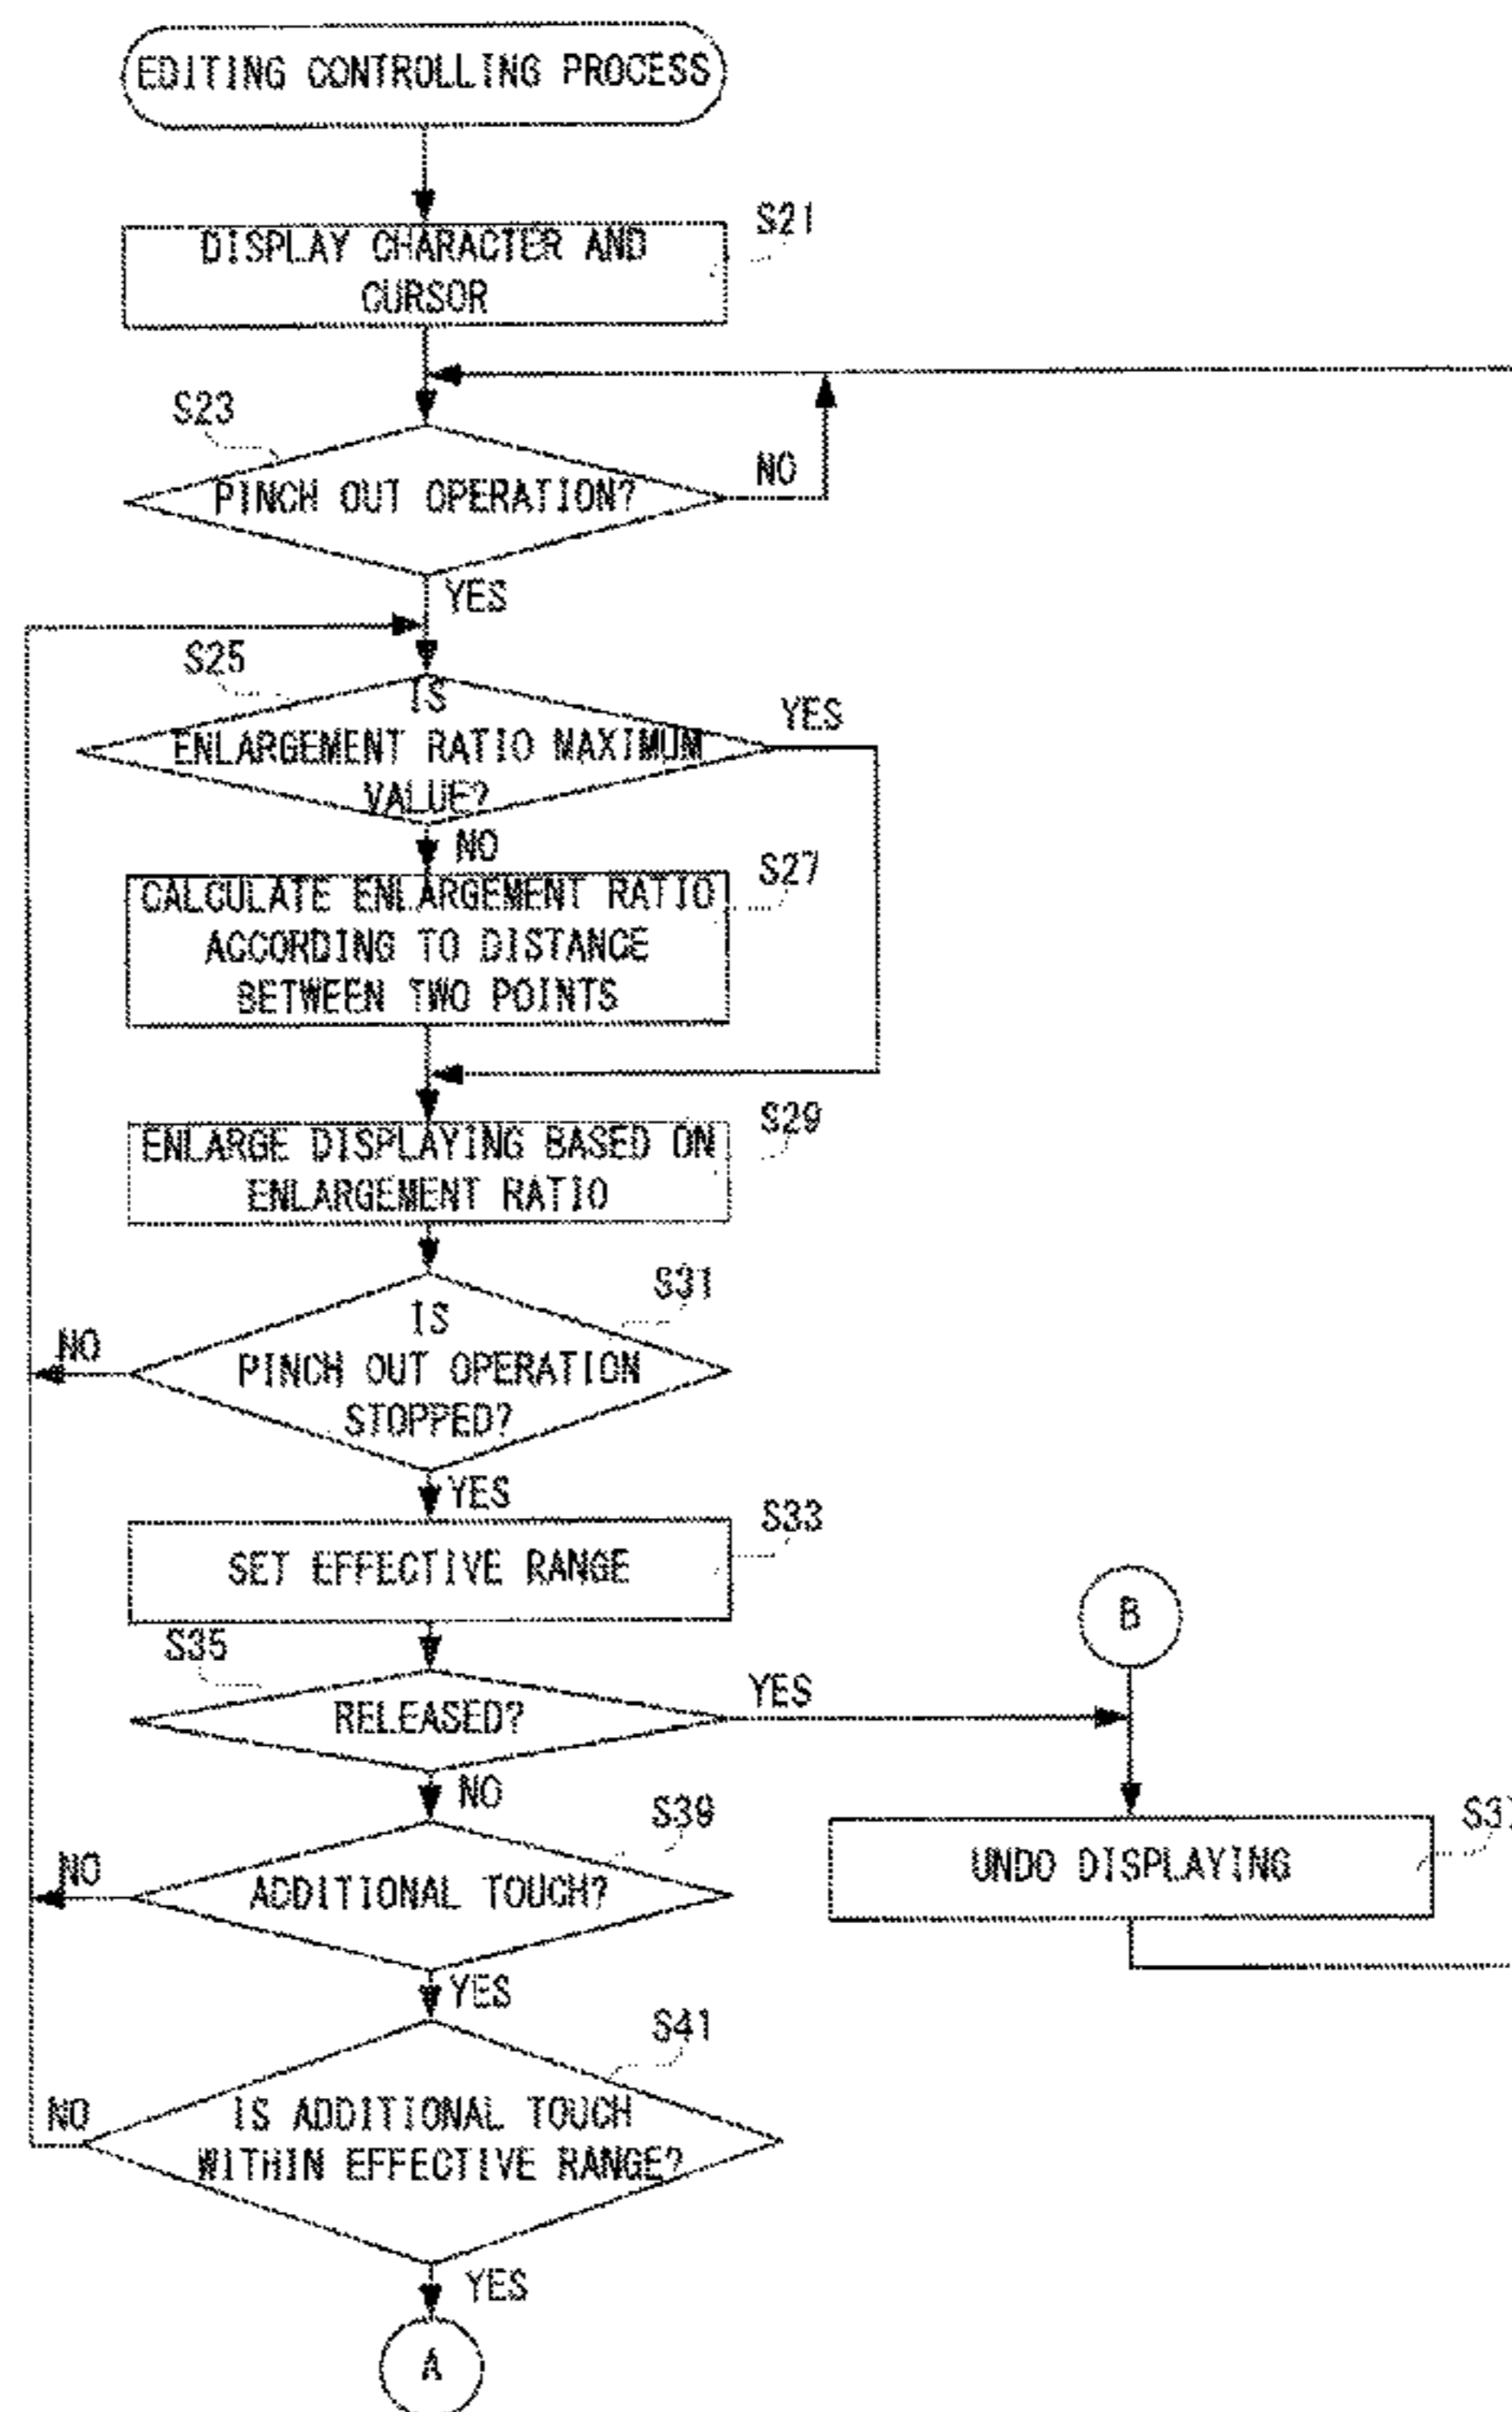 EDITING CONTROLLING PROCESS
S21
DISPLAY CHARACTER AND
CURSOR
S23
PINCH OUT OPERATION?
NO
YES
S25
IS
ENLARGEMENT RATIO MAXIMUM
VALUE?
YES
NO
S27
CALCULATE ENLARGEMENT RATIO
ACCORDING TO DISTANCE
BETWEEN TWO POINTS
S29
ENLARGE DISPLAYING BASED ON
ENLARGEMENT RATIO
S31
IS
PINCH OUT OPERATION
STOPPED?
NO
YES
S33
SET EFFECTIVE RANGE
B
S35
RELEASED?
YES
NO
S39
ADDITIONAL TOUCH?
NO
UNDO DISPLAYING
YES
S41
IS ADDITIONAL TOUCH
WITHIN EFFECTIVE RANGE?
NO
YES
A